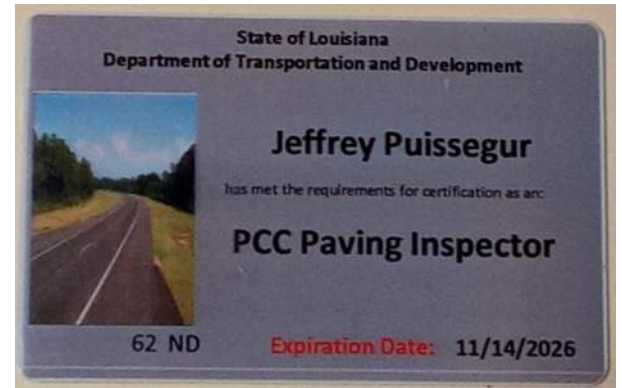 State of Louisiana
Department of Transportation and Development
Jeffrey Puissegur
has met the requirements for certification as an:
PCC Paving Inspector
62 ND
Expiration Date: 11/14/2026